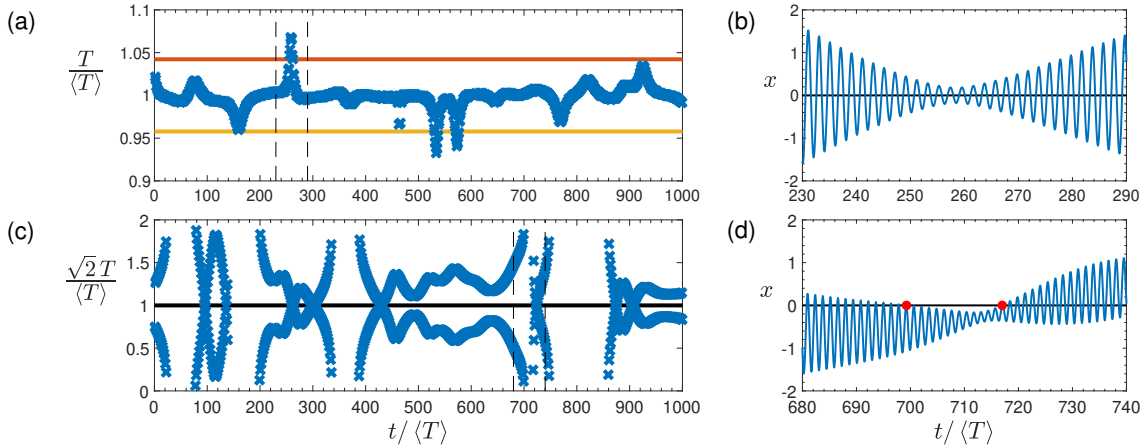 (a)
T
⟨T⟩
1.1
1.05
1
0.95
0.9
0 100 200 300 400 500 600 700 800 900 1000
(b)
x
2
1
0
-1
-2
230 240 250 260 270 280 290
(c)
√2 T
⟨T⟩
2
1.5
1
0.5
0
0 100 200 300 400 500 600 700 800 900 1000
t/ ⟨T⟩
(d)
x
2
1
0
-1
-2
680 690 700 710 720 730 740
t/ ⟨T⟩